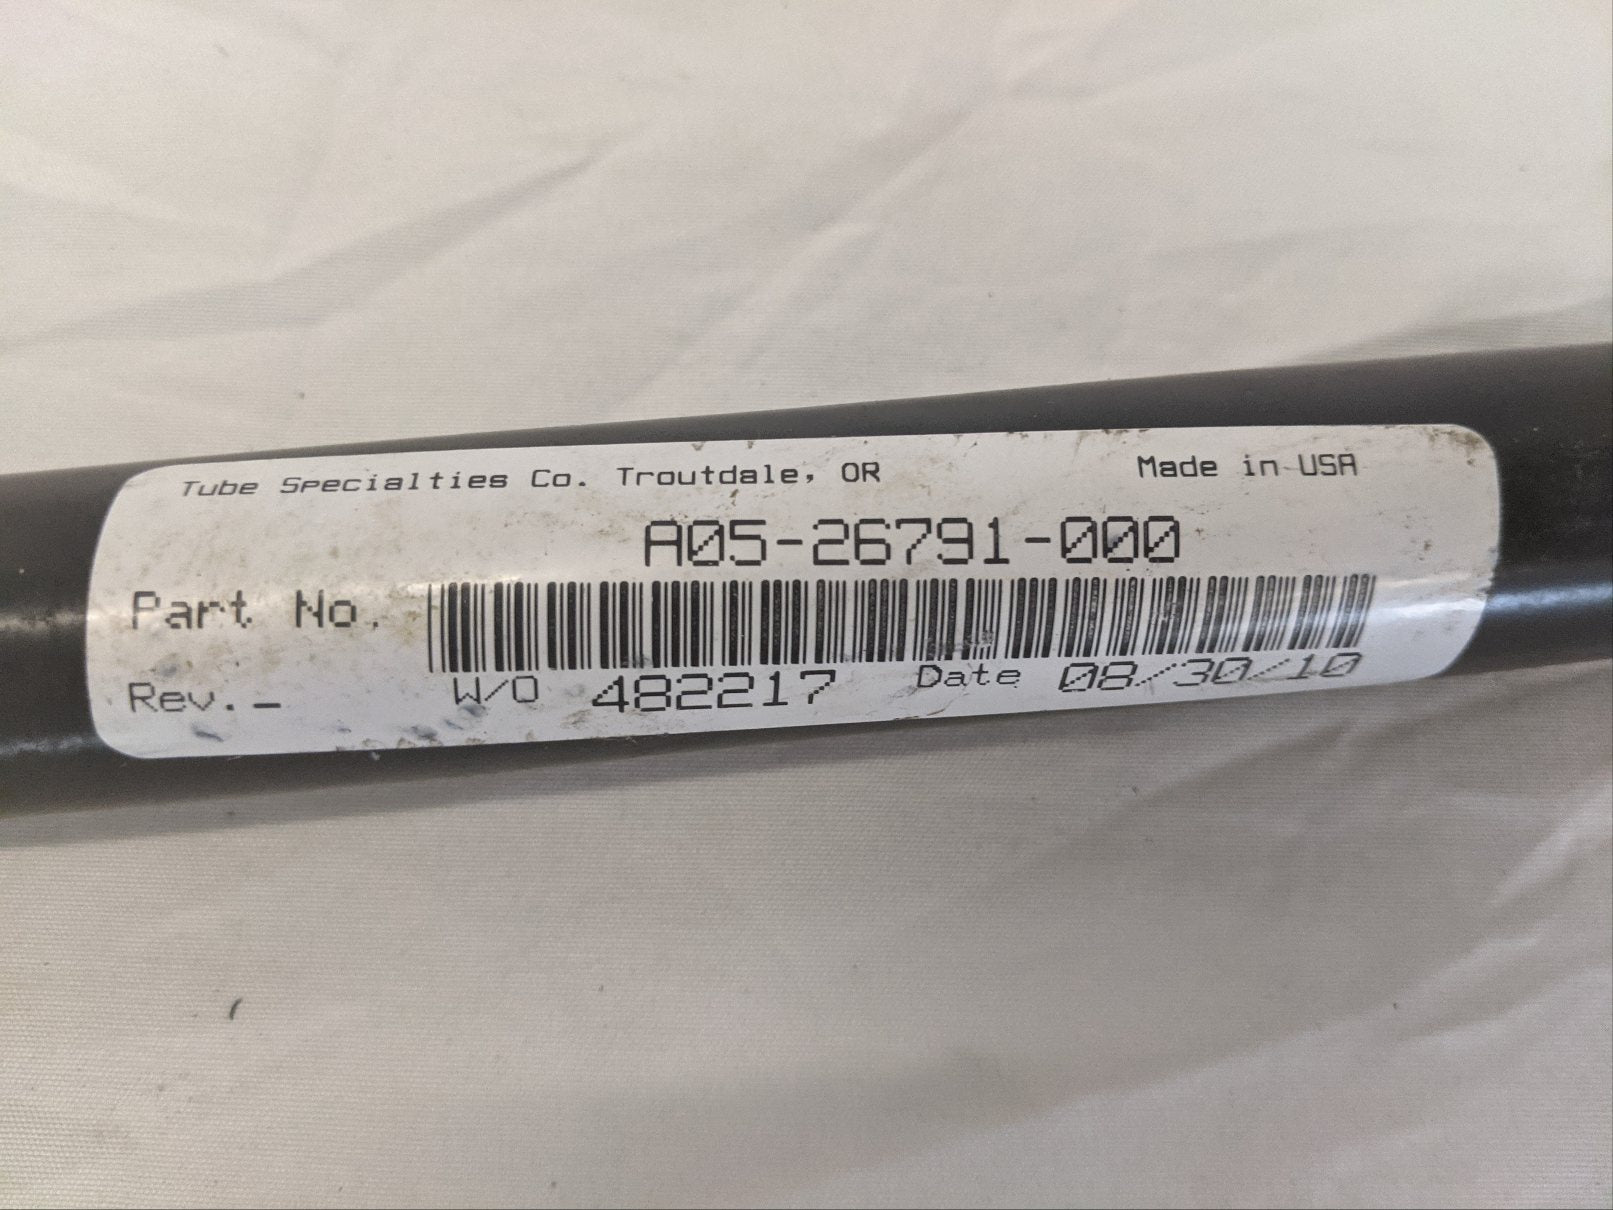 Tube Specialties Co. Troutdale, OR Made in USA
A05-26791-000
Part No.
Rev. - W/O 482217 Date 08/30/10